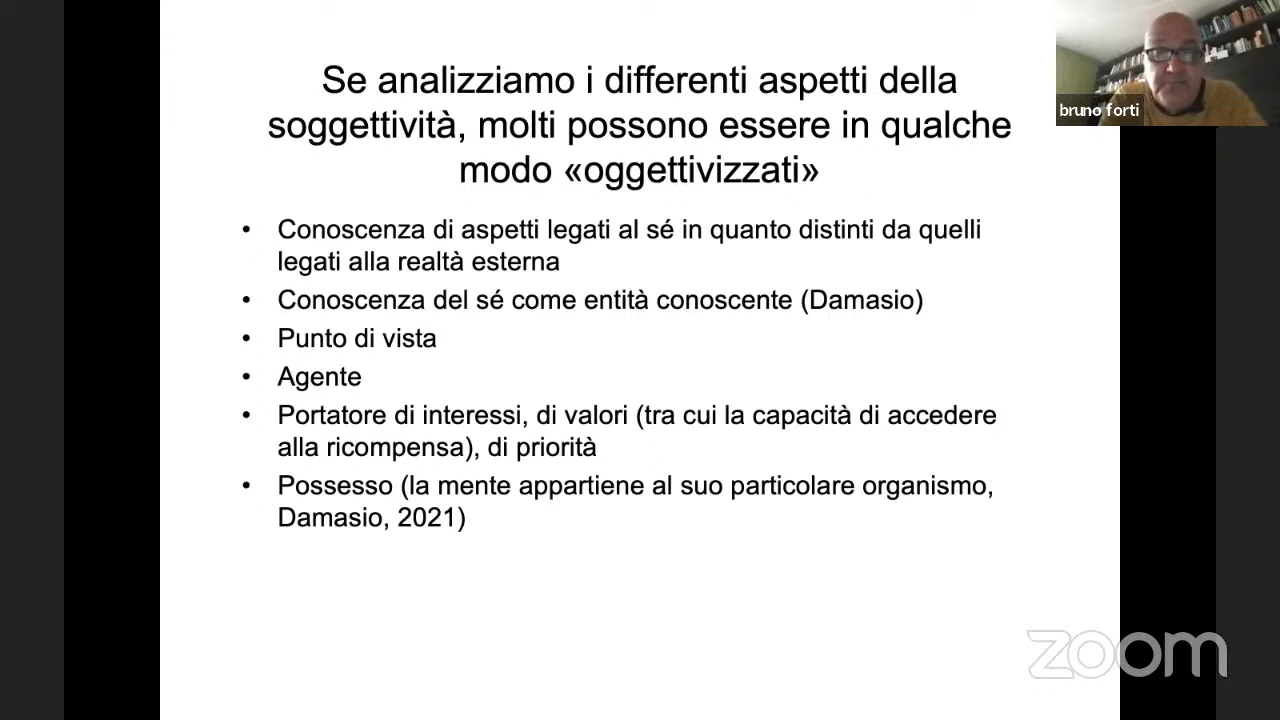 Se analizziamo i differenti aspetti della
soggettività, molti possono essere in qualche
modo «oggettivizzati»
bruno forti
• Conoscenza di aspetti legati al sé in quanto distinti da quelli
legati alla realtà esterna
• Conoscenza del sé come entità conoscente (Damasio)
• Punto di vista
• Agente
• Portatore di interessi, di valori (tra cui la capacità di accedere
alla ricompensa), di priorità
• Possesso (la mente appartiene al suo particolare organismo,
Damasio, 2021)
zoom